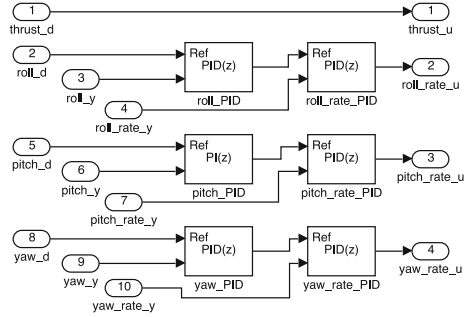 1
thrust_d
1
thrust_u
2
roll_d
3
roll_y
4
roll_rate_y
Ref
PID(z)
roll_PID
Ref
PID(z)
roll_rate_PID
2
roll_rate_u
5
pitch_d
6
pitch_y
7
pitch_rate_y
Ref
PI(z)
pitch_PID
Ref
PID(z)
pitch_rate_PID
3
pitch_rate_u
8
yaw_d
9
yaw_y
10
yaw_rate_y
Ref
PID(z)
yaw_PID
Ref
PID(z)
yaw_rate_PID
4
yaw_rate_u